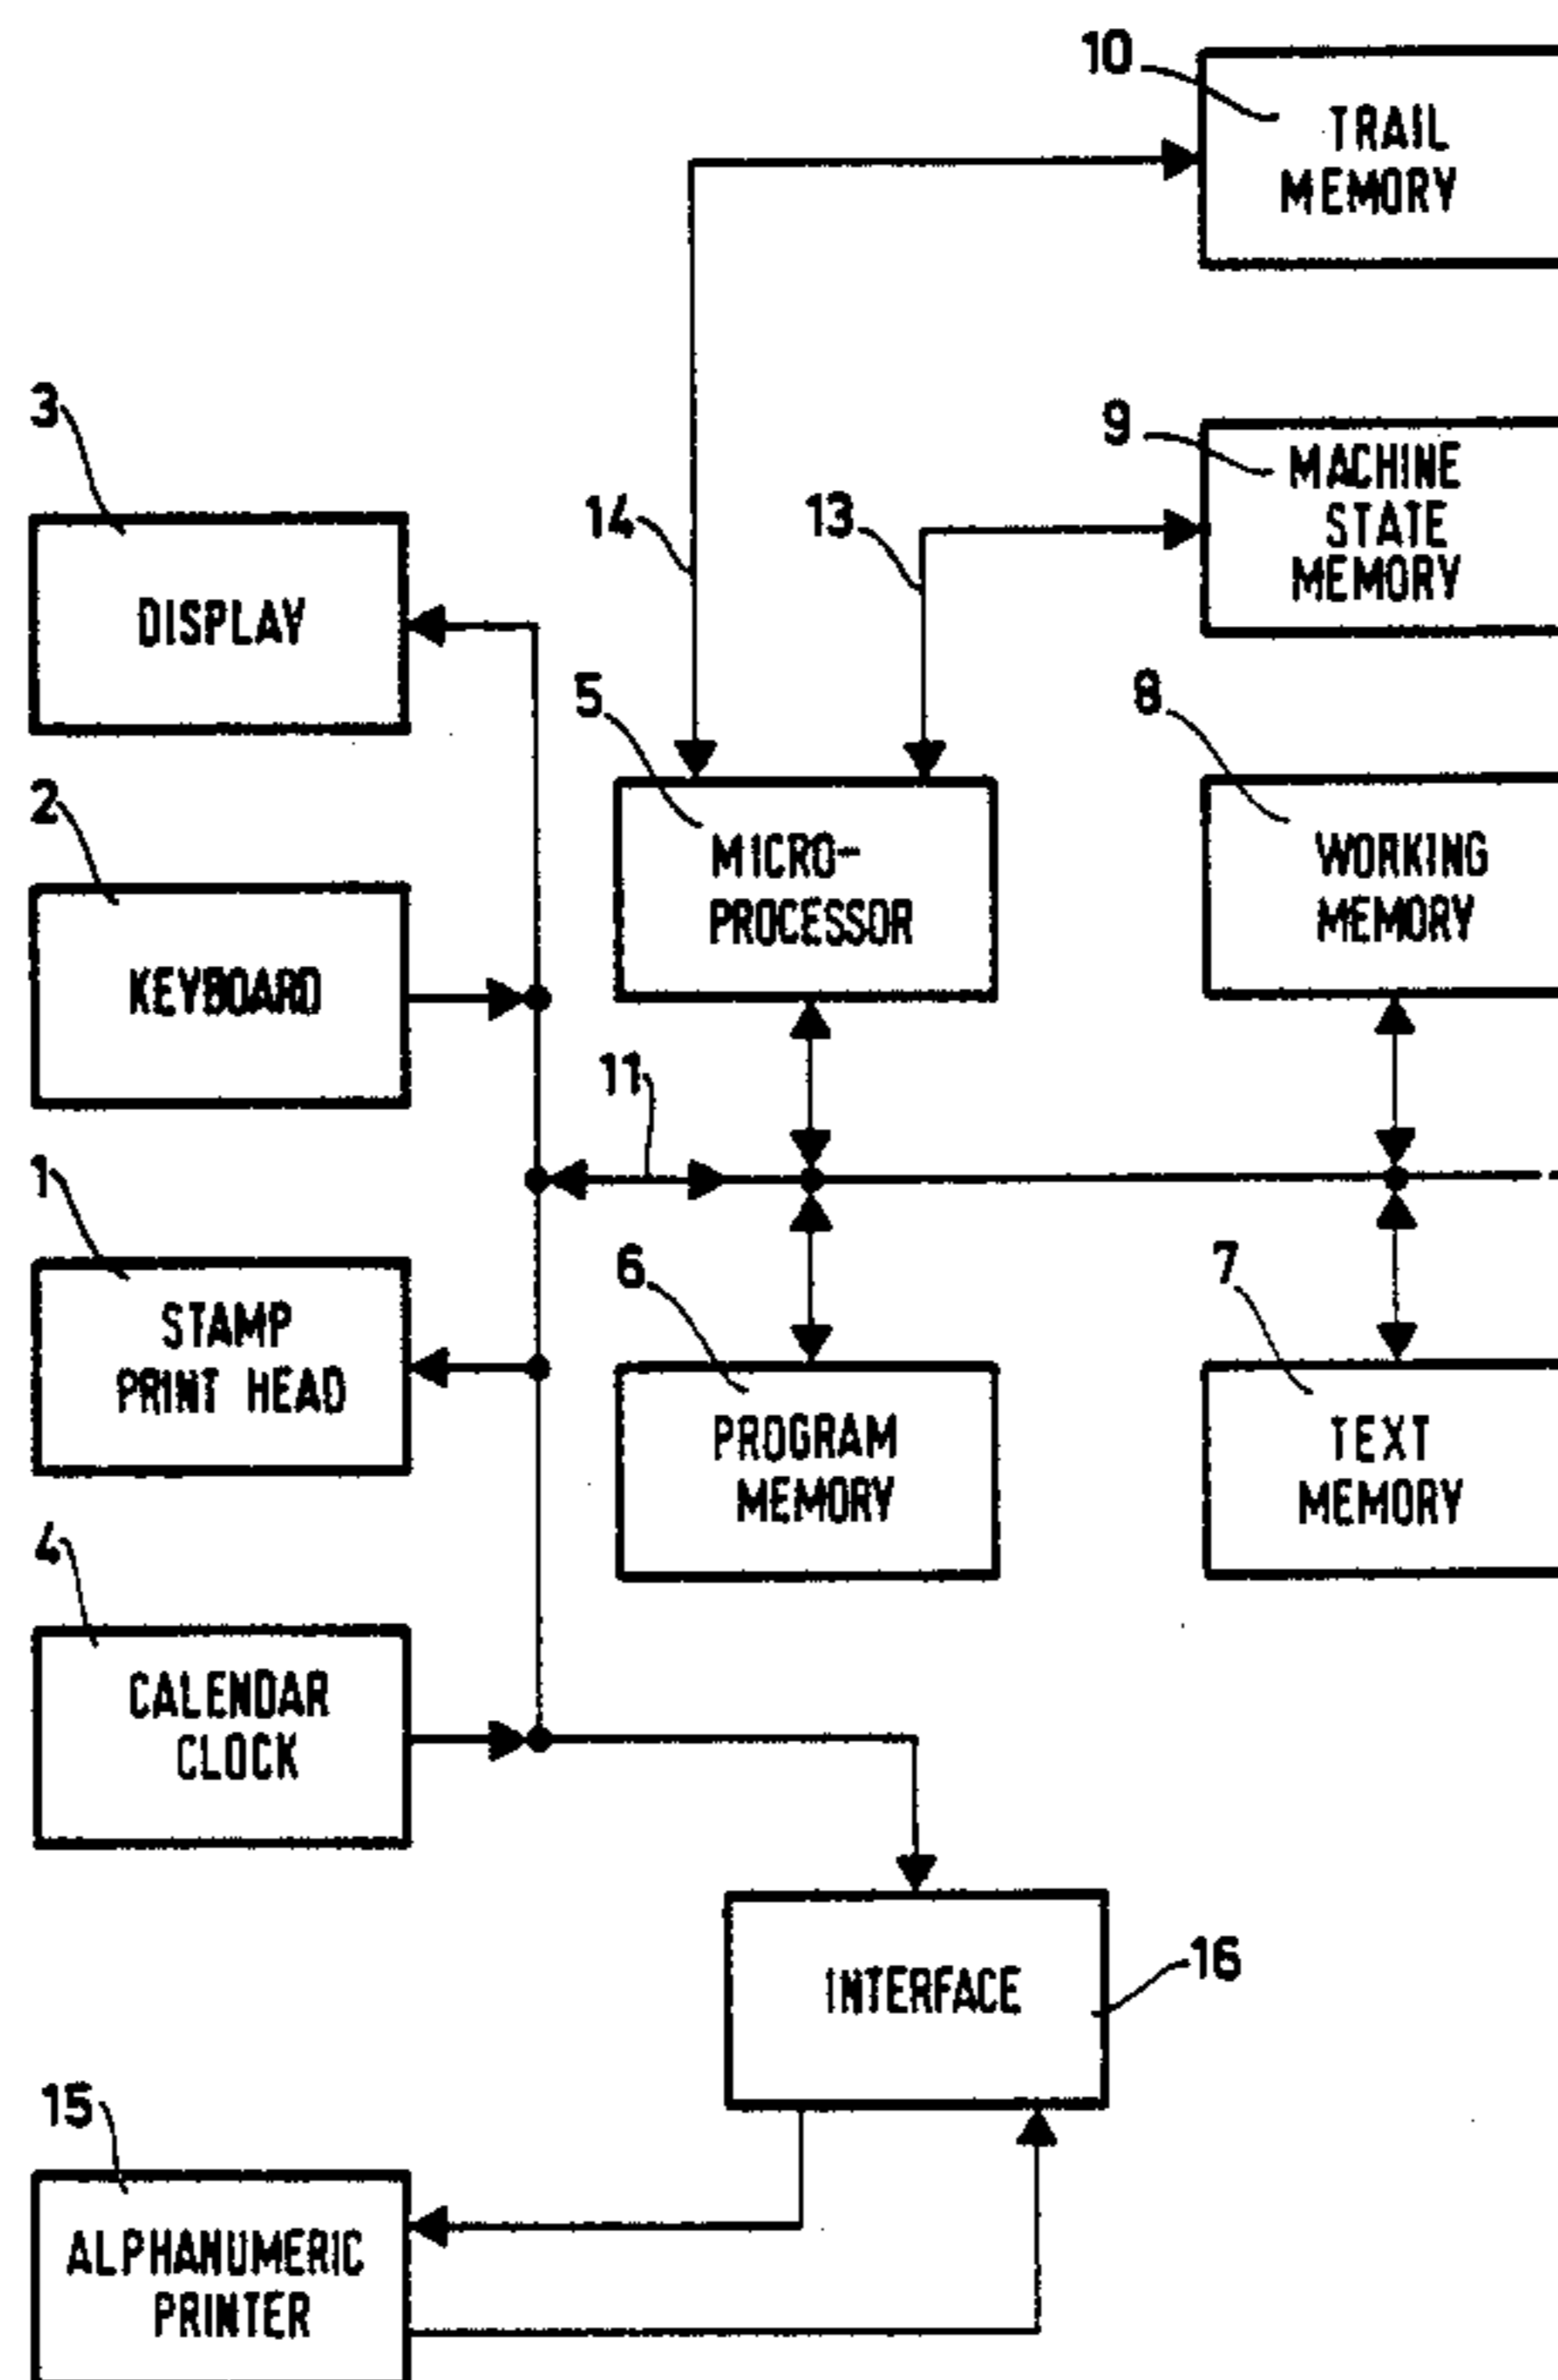 10
TRAIL
MEMORY
3
9
MACHINE
STATE
MEMORY
14
13
DISPLAY
5
8
2
MICRO-
PROCESSOR
WORKING
MEMORY
KEYBOARD
11
1
6
7
STAMP
PRINT HEAD
PROGRAM
MEMORY
TEXT
MEMORY
4
CALENDAR
CLOCK
INTERFACE
16
15
ALPHANUMERIC
PRINTER